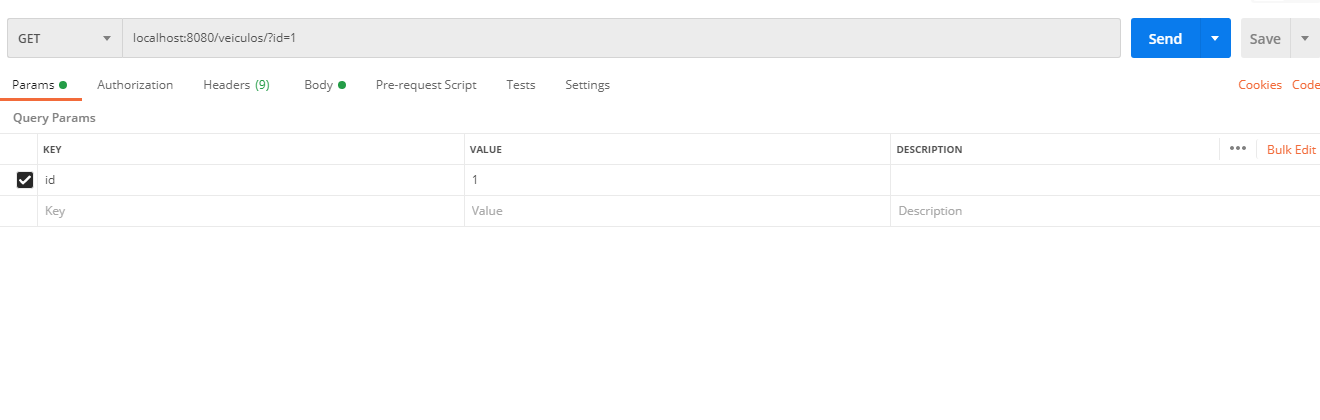 GET localhost:8080/veiculos/?id=1 Send Save
Params Authorization Headers (9) Body Pre-request Script Tests Settings Cookies Code
Query Params
KEY VALUE DESCRIPTION ••• Bulk Edit
id 1
Key Value Description